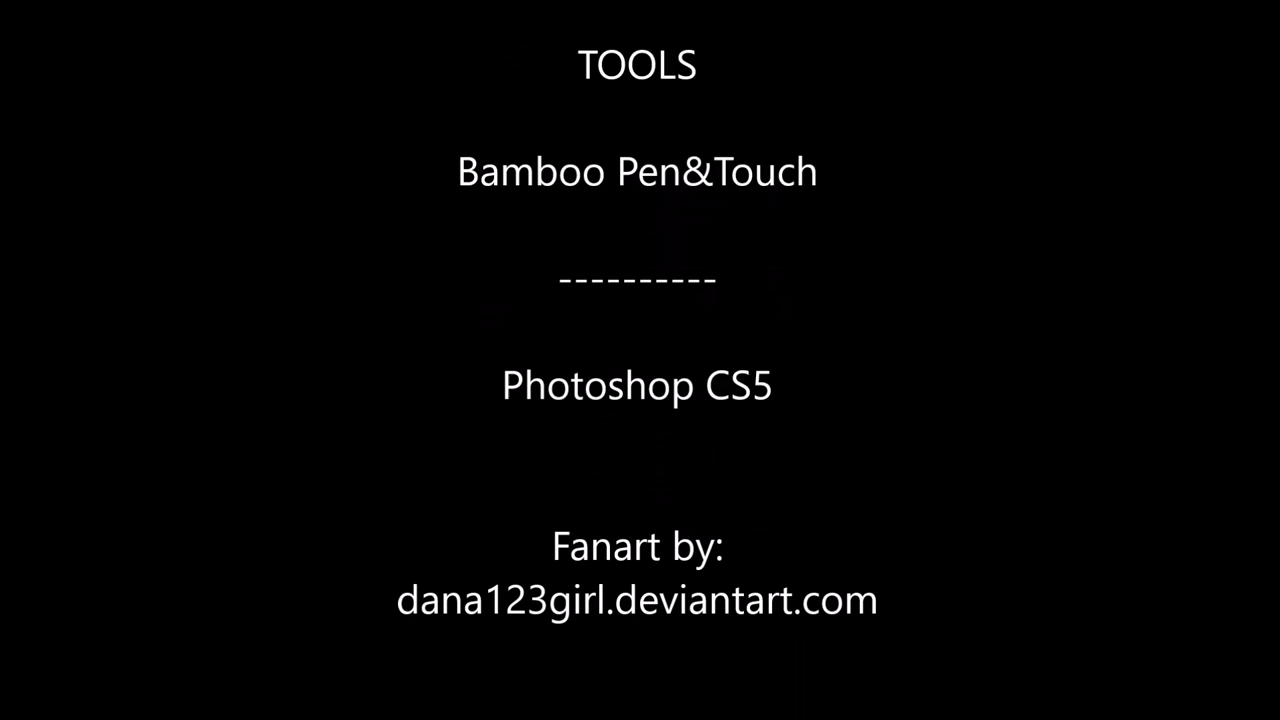 TOOLS
Bamboo Pen&Touch
----------
Photoshop CS5
Fanart by:
dana123girl.deviantart.com